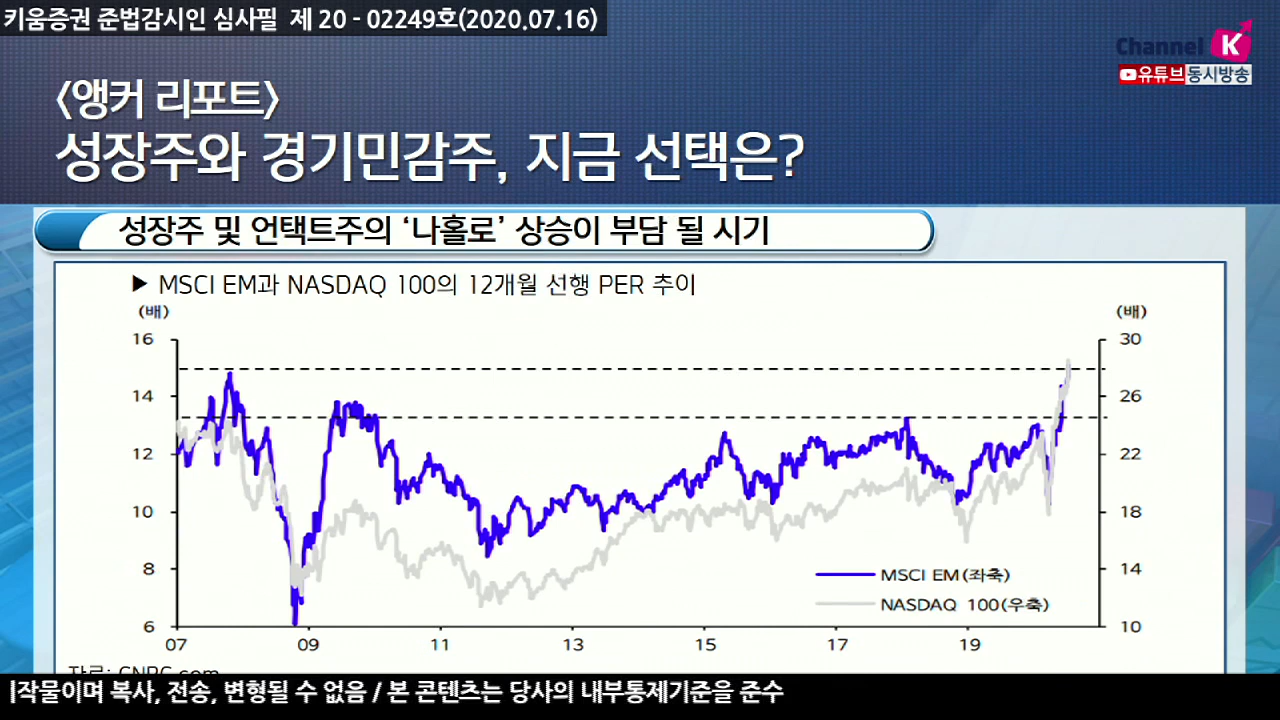 키움증권 준법감시인 심사필 제 20 - 02249호(2020.07.16)
Channel K
유튜브동시방송
<앵커 리포트>
성장주와 경기민감주, 지금 선택은?
성장주 및 언택트주의 ‘나홀로’ 상승이 부담 될 시기
▶ MSCI EM과 NASDAQ 100의 12개월 선행 PER 추이
(배) (배)
16 30
14 26
12 22
10 18
8 14
MSCI EM(좌축)
NASDAQ 100(우축)
6 10
07 09 11 13 15 17 19
자료: CNBC.com
작물이며 복사, 전송, 변형될 수 없음 / 본 콘텐츠는 당사의 내부통제기준을 준수